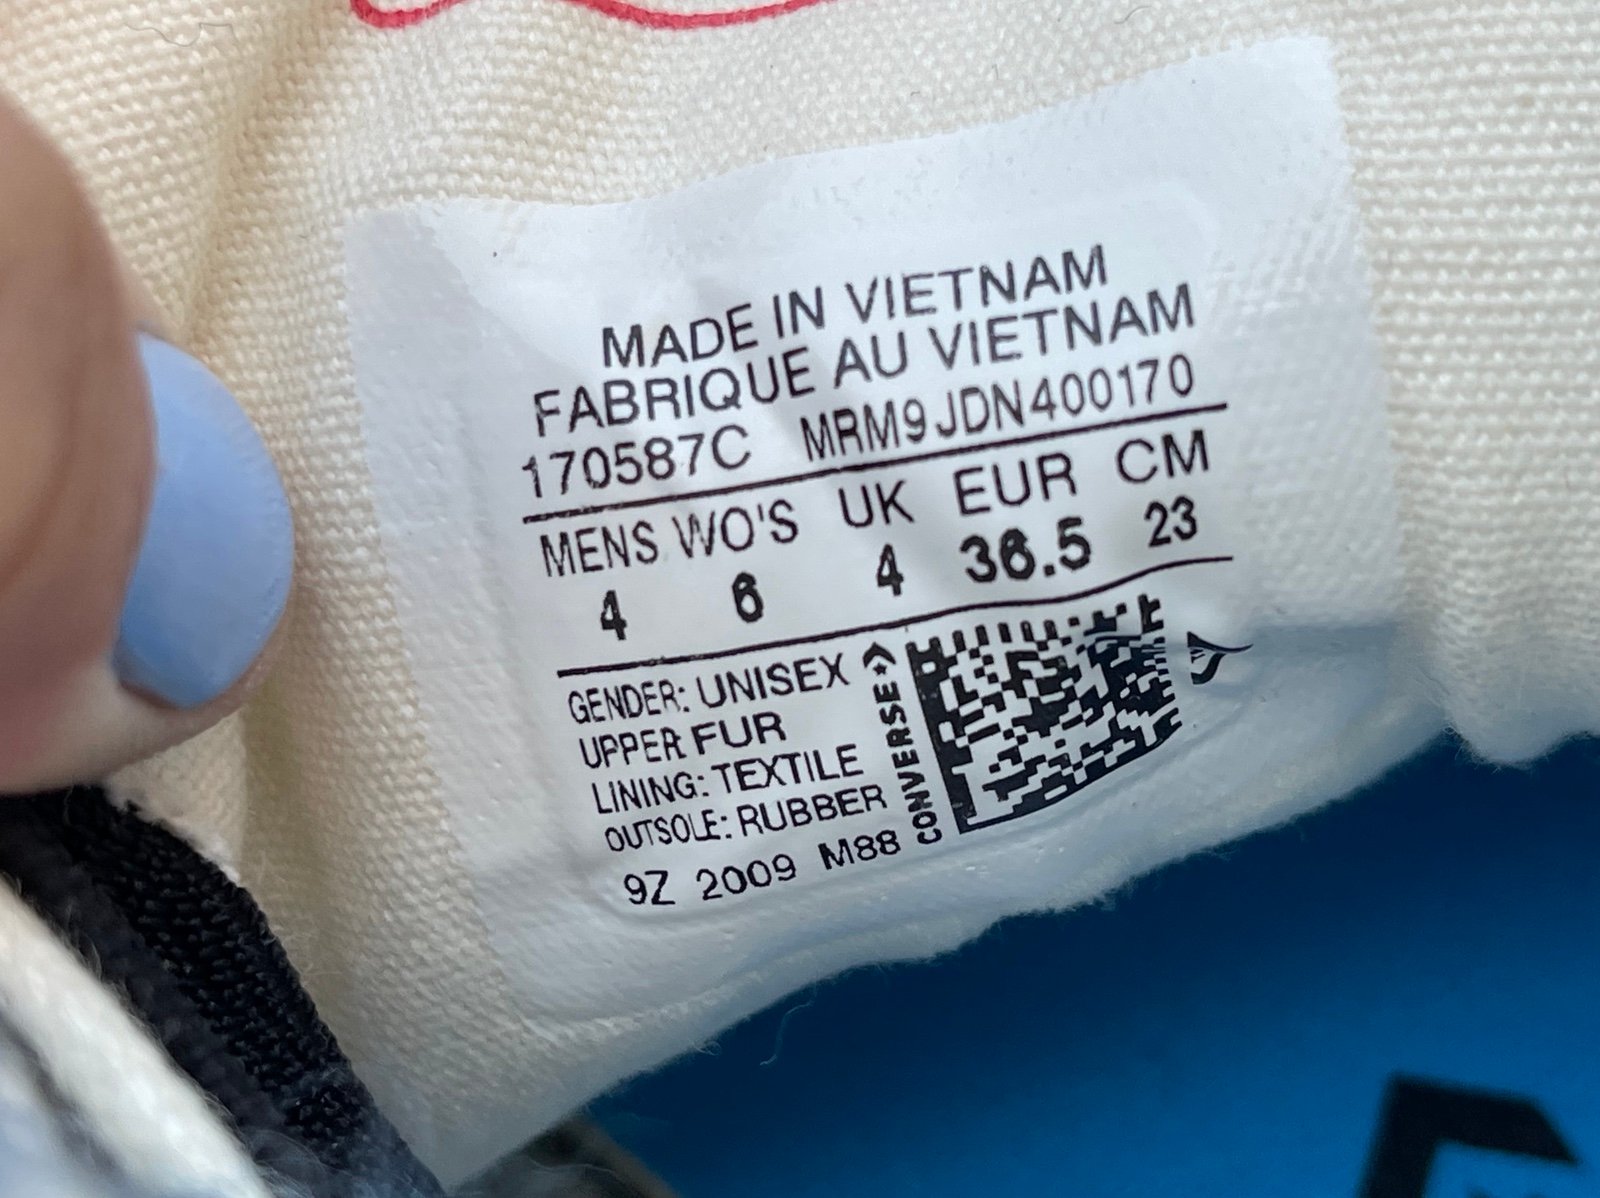 MADE IN VIETNAM
FABRIQUE AU VIETNAM
170587C MRM9JDN400170
MENS WO'S UK EUR CM
4 6 4 36.5 23
GENDER: UNISEX
UPPER FUR
LINING: TEXTILE
OUTSOLE: RUBBER
9Z 2009 M88
CONVERSE